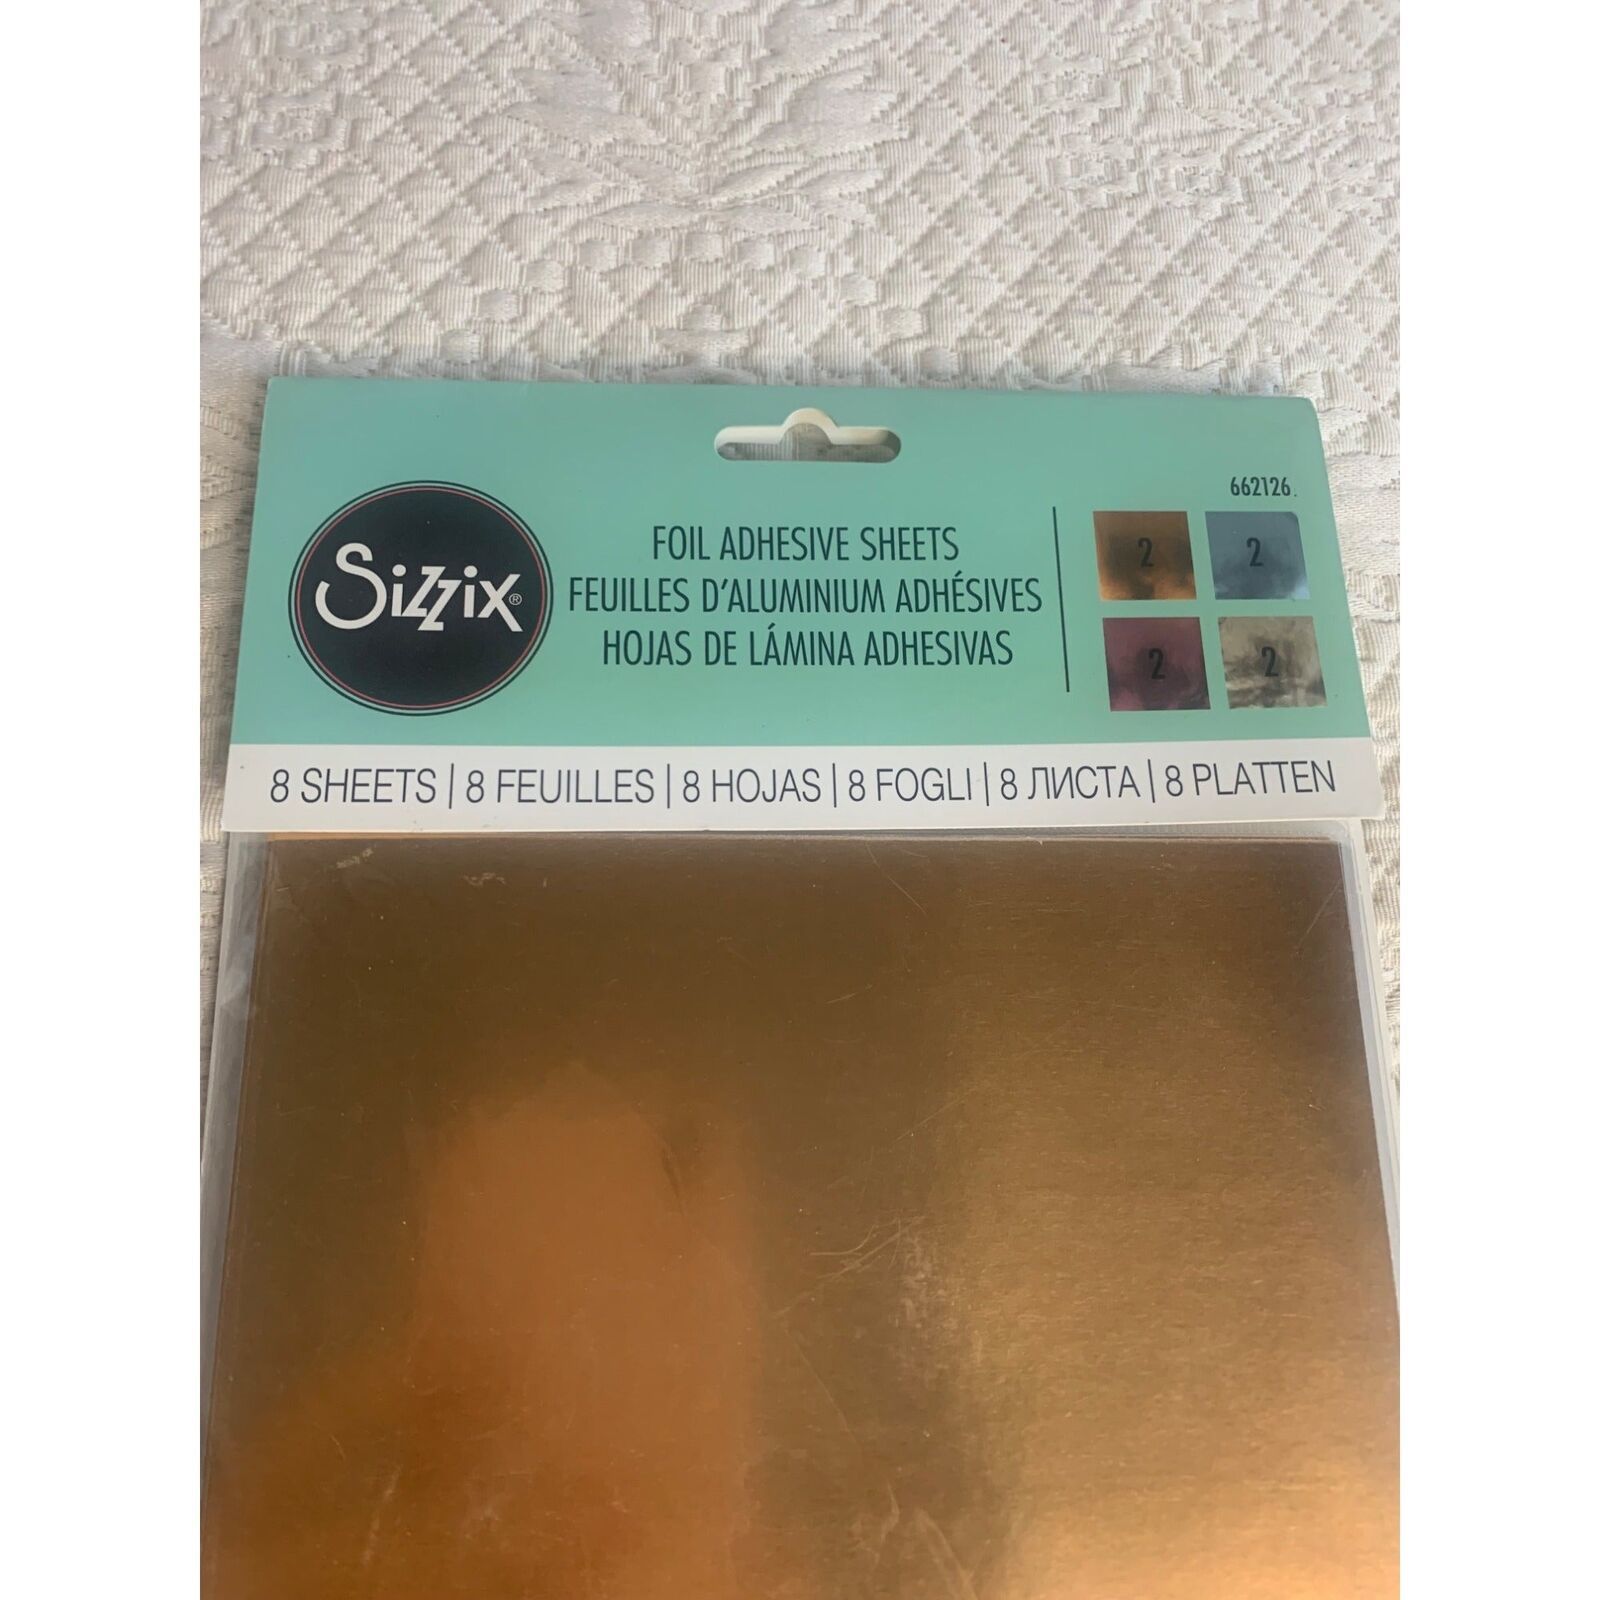 Sizzix®
FOIL ADHESIVE SHEETS
FEUILLES D'ALUMINIUM ADHÉSIVES
HOJAS DE LÁMINA ADHESIVAS
662126
2 2
2 2
8 SHEETS | 8 FEUILLES | 8 HOJAS | 8 FOGLI | 8 ЛИСТА | 8 PLATTEN